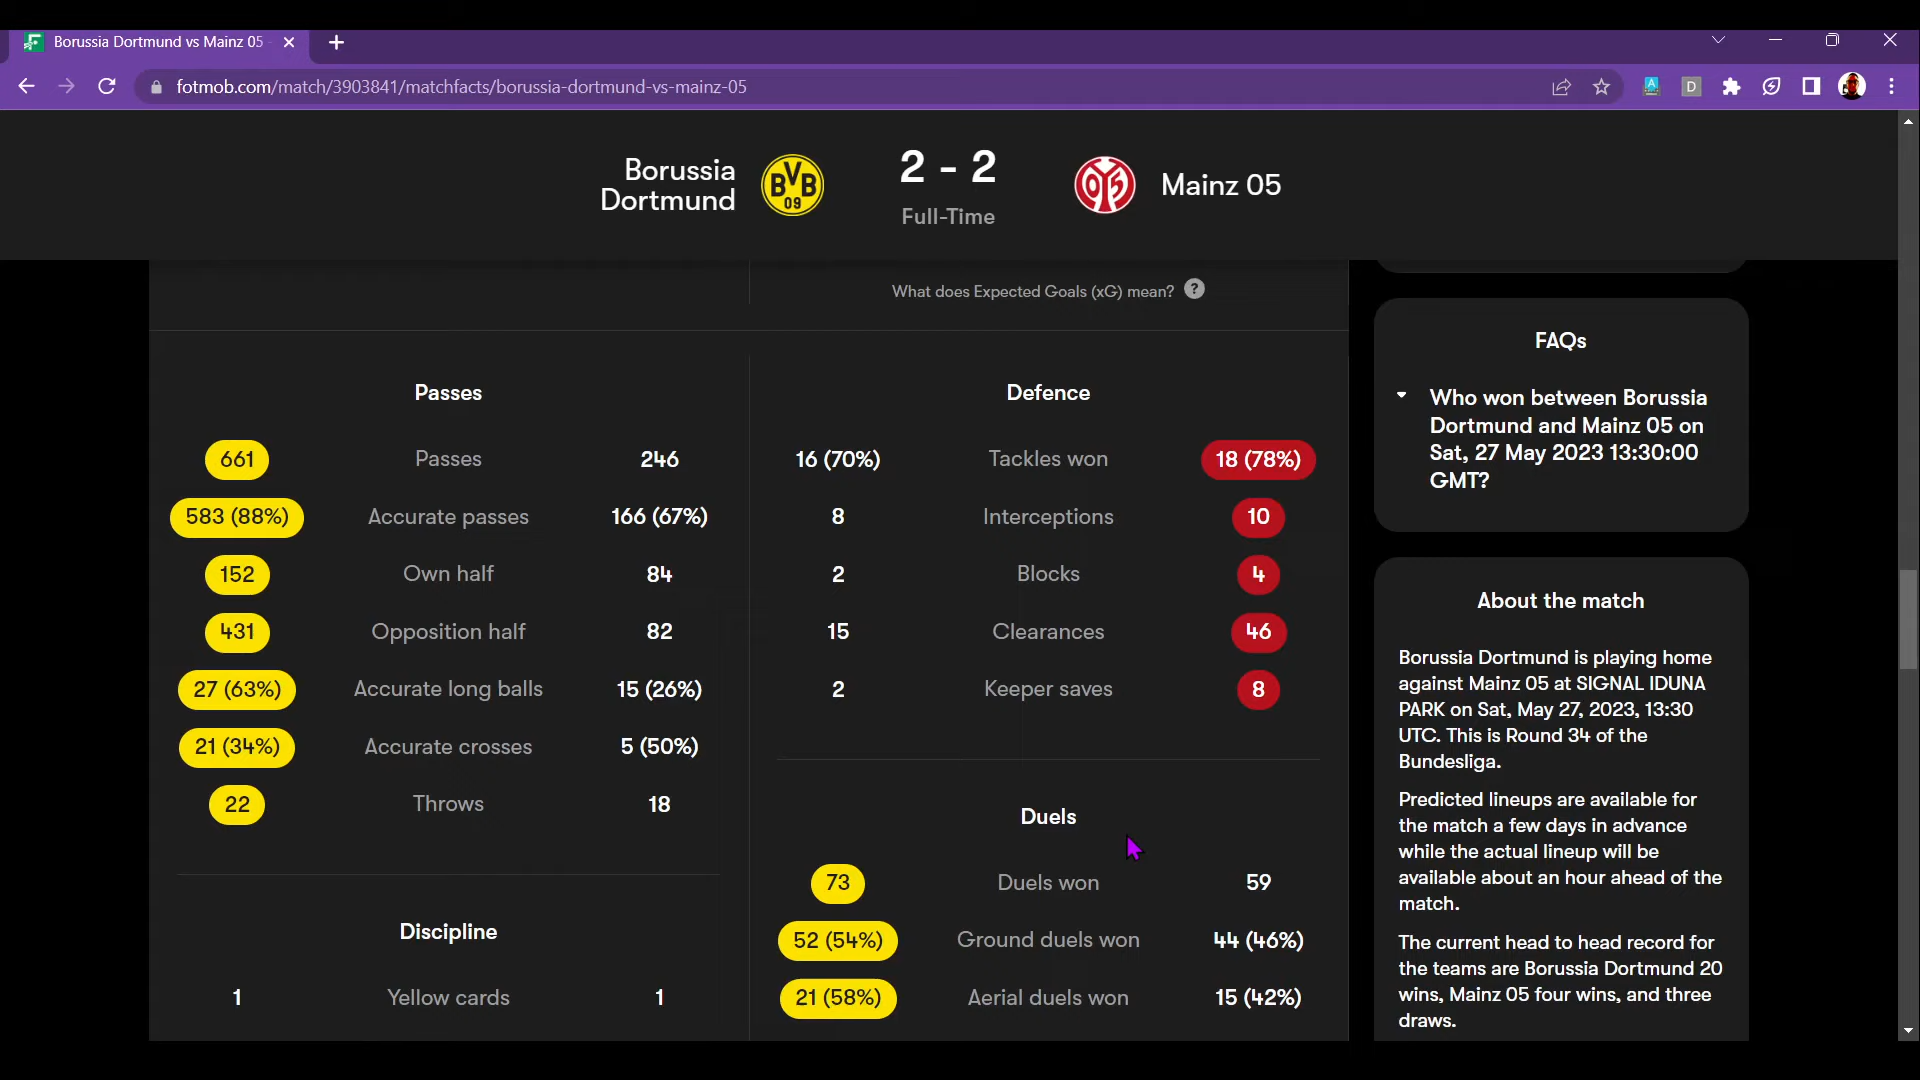 Borussia Dortmund vs Mainz 05
fotmob.com/match/3903841/matchfacts/borussia-dortmund-vs-mainz-05
D
Borussia
Dortmund
BVB
09
2 - 2
Full-Time
05
Mainz 05
What does Expected Goals (xG) mean? ?
Passes
661 Passes 246
583 (88%) Accurate passes 166 (67%)
152 Own half 84
431 Opposition half 82
27 (63%) Accurate long balls 15 (26%)
21 (34%) Accurate crosses 5 (50%)
22 Throws 18
Discipline
1 Yellow cards 1
Defence
16 (70%) Tackles won 18 (78%)
8 Interceptions 10
2 Blocks 4
15 Clearances 46
2 Keeper saves 8
Duels
73 Duels won 59
52 (54%) Ground duels won 44 (46%)
21 (58%) Aerial duels won 15 (42%)
FAQs
Who won between Borussia
Dortmund and Mainz 05 on
Sat, 27 May 2023 13:30:00
GMT?
About the match
Borussia Dortmund is playing home
against Mainz 05 at SIGNAL IDUNA
PARK on Sat, May 27, 2023, 13:30
UTC. This is Round 34 of the
Bundesliga.
Predicted lineups are available for
the match a few days in advance
while the actual lineup will be
available about an hour ahead of the
match.
The current head to head record for
the teams are Borussia Dortmund 20
wins, Mainz 05 four wins, and three
draws.